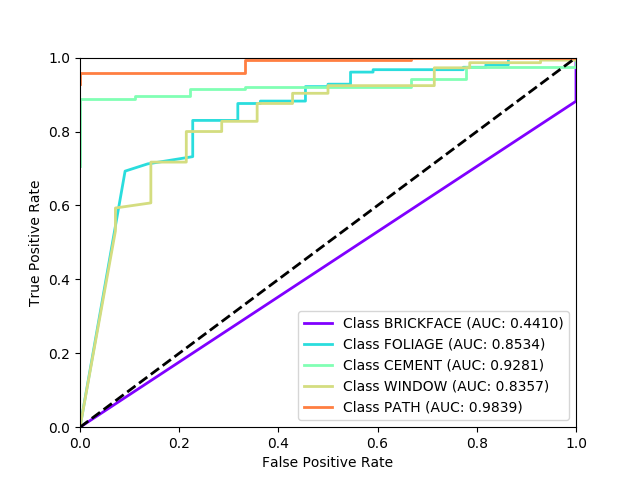 1.0
0.8
0.6
0.4
0.2
0.0
True Positive Rate
Class BRICKFACE (AUC: 0.4410)
Class FOLIAGE (AUC: 0.8534)
Class CEMENT (AUC: 0.9281)
Class WINDOW (AUC: 0.8357)
Class PATH (AUC: 0.9839)
0.0 0.2 0.4 0.6 0.8 1.0
False Positive Rate